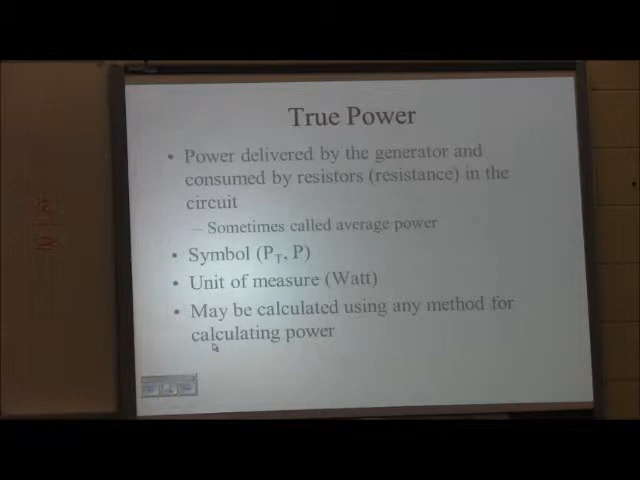 True Power
• Power delivered by the generator and
consumed by resistors (resistance) in the
circuit
– Sometimes called average power
• Symbol (PT, P)
• Unit of measure (Watt)
• May be calculated using any method for
calculating power